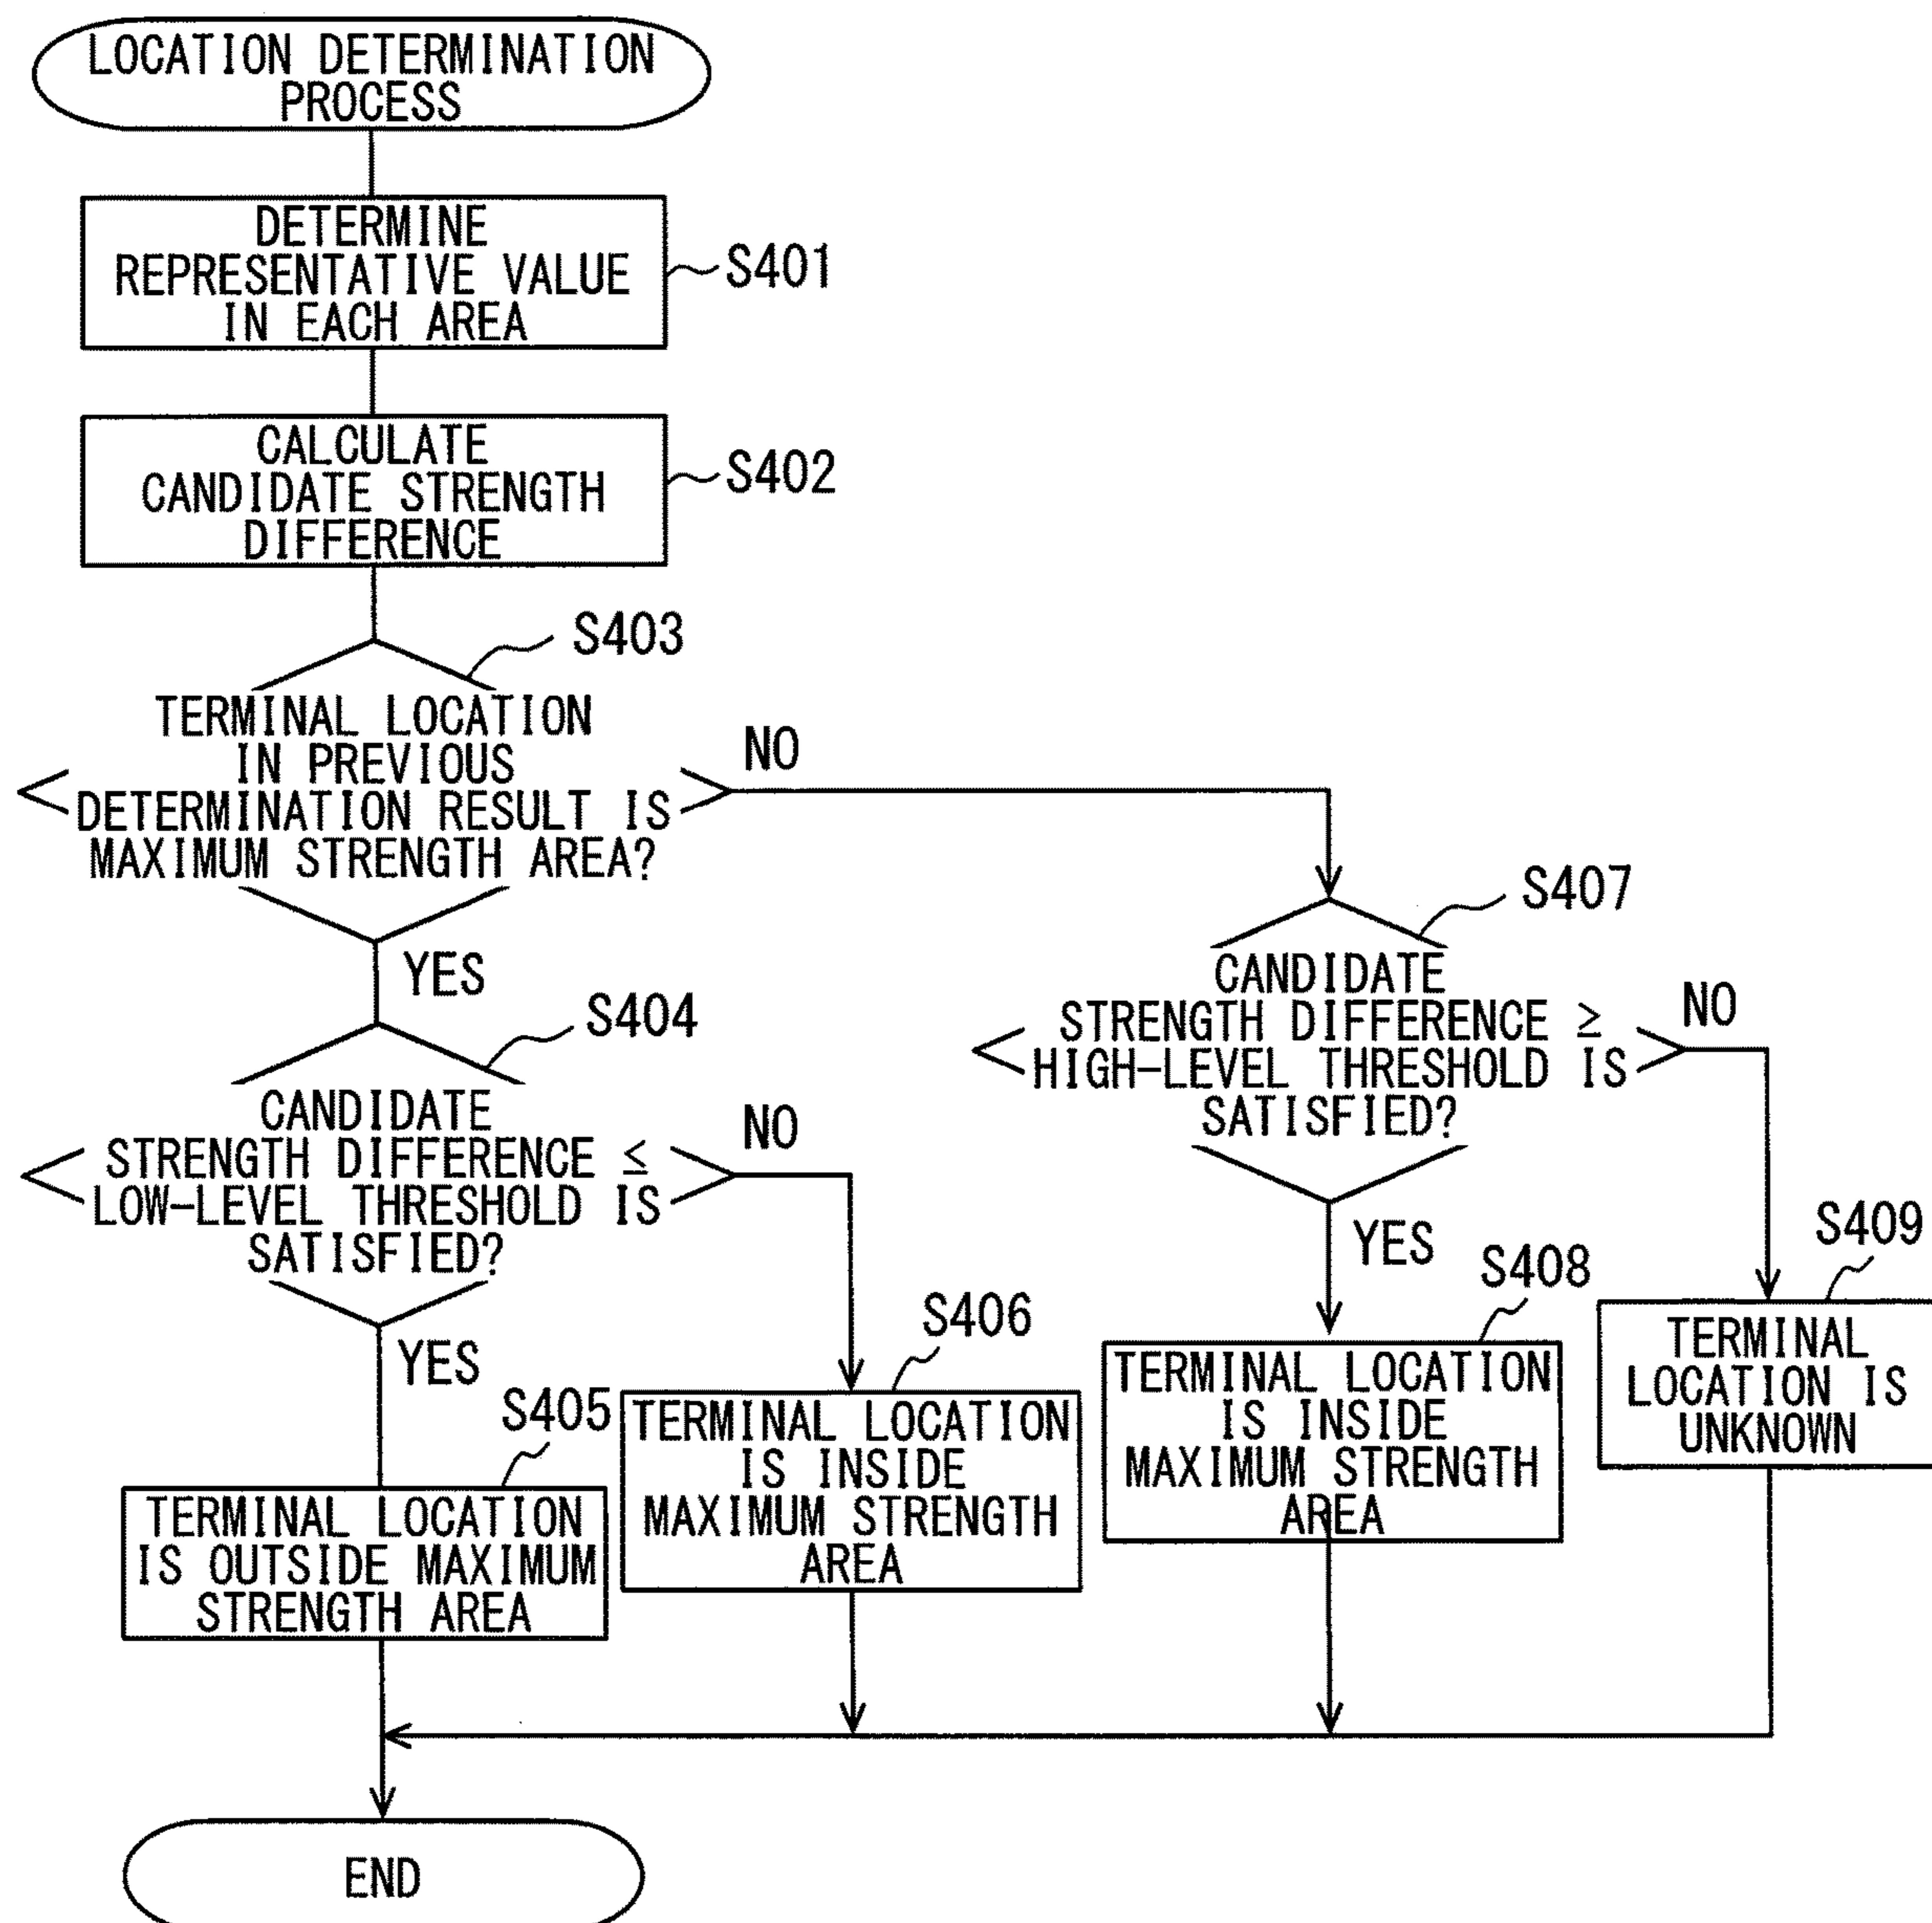 LOCATION DETERMINATION
PROCESS
DETERMINE
REPRESENTATIVE VALUE
IN EACH AREA
S401
CALCULATE
CANDIDATE STRENGTH
DIFFERENCE
S402
S403
TERMINAL LOCATION
IN PREVIOUS
DETERMINATION RESULT IS
MAXIMUM STRENGTH AREA?
NO
YES
S404
CANDIDATE
STRENGTH DIFFERENCE ≤
LOW-LEVEL THRESHOLD IS
SATISFIED?
NO
YES
S405
TERMINAL LOCATION
IS OUTSIDE MAXIMUM
STRENGTH AREA
S406
TERMINAL LOCATION
IS INSIDE
MAXIMUM STRENGTH
AREA
S407
CANDIDATE
STRENGTH DIFFERENCE ≥
HIGH-LEVEL THRESHOLD IS
SATISFIED?
NO
YES
S408
TERMINAL LOCATION
IS INSIDE
MAXIMUM STRENGTH
AREA
S409
TERMINAL
LOCATION IS
UNKNOWN
END